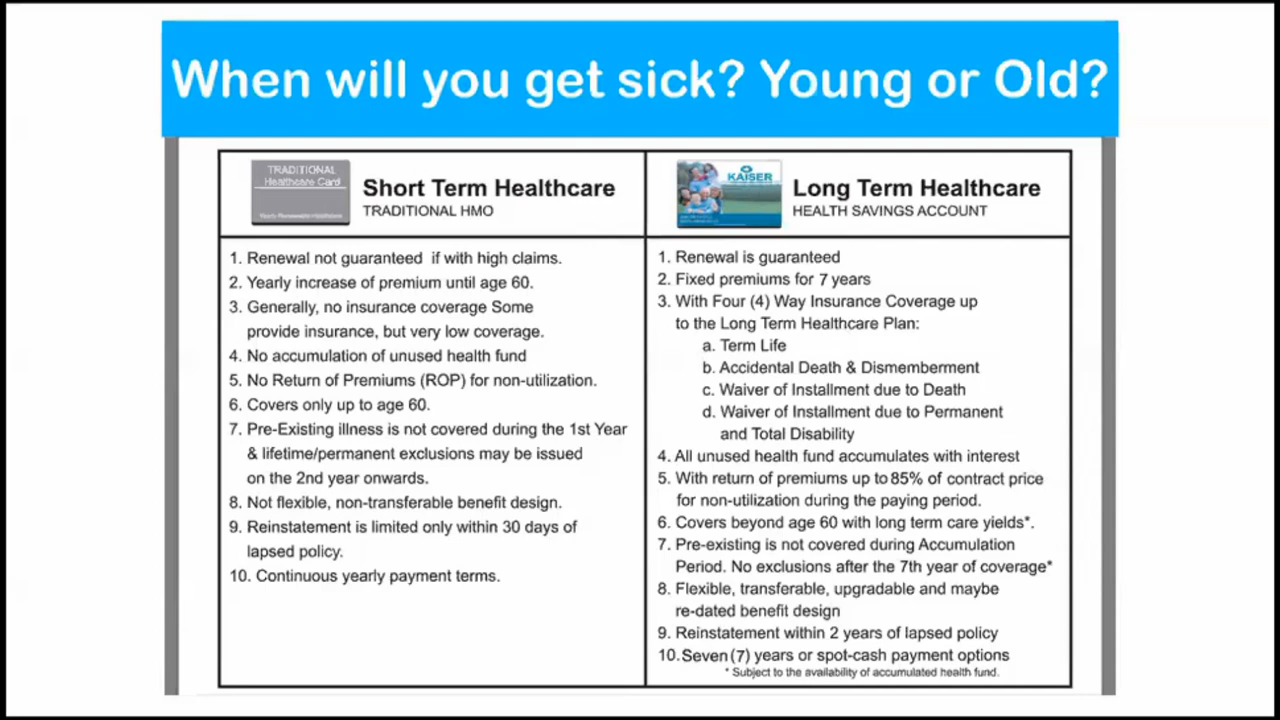 When will you get sick? Young or Old?
TRADITIONAL
Healthcare Card
Short Term Healthcare
TRADITIONAL HMO
1. Renewal not guaranteed if with high claims.
2. Yearly increase of premium until age 60.
3. Generally, no insurance coverage Some
provide insurance, but very low coverage.
4. No accumulation of unused health fund
5. No Return of Premiums (ROP) for non-utilization.
6. Covers only up to age 60.
7. Pre-Existing illness is not covered during the 1st Year
& lifetime/permanent exclusions may be issued
on the 2nd year onwards.
8. Not flexible, non-transferable benefit design.
9. Reinstatement is limited only within 30 days of
lapsed policy.
10. Continuous yearly payment terms.
KAISER
Long Term Healthcare
HEALTH SAVINGS ACCOUNT
1. Renewal is guaranteed
2. Fixed premiums for 7 years
3. With Four (4) Way Insurance Coverage up
to the Long Term Healthcare Plan:
a. Term Life
b. Accidental Death & Dismemberment
c. Waiver of Installment due to Death
d. Waiver of Installment due to Permanent
and Total Disability
4. All unused health fund accumulates with interest
5. With return of premiums up to 85% of contract price
for non-utilization during the paying period.
6. Covers beyond age 60 with long term care yields*.
7. Pre-existing is not covered during Accumulation
Period. No exclusions after the 7th year of coverage*
8. Flexible, transferable, upgradable and maybe
re-dated benefit design
9. Reinstatement within 2 years of lapsed policy
10. Seven (7) years or spot-cash payment options
* Subject to the availability of accumulated health fund.